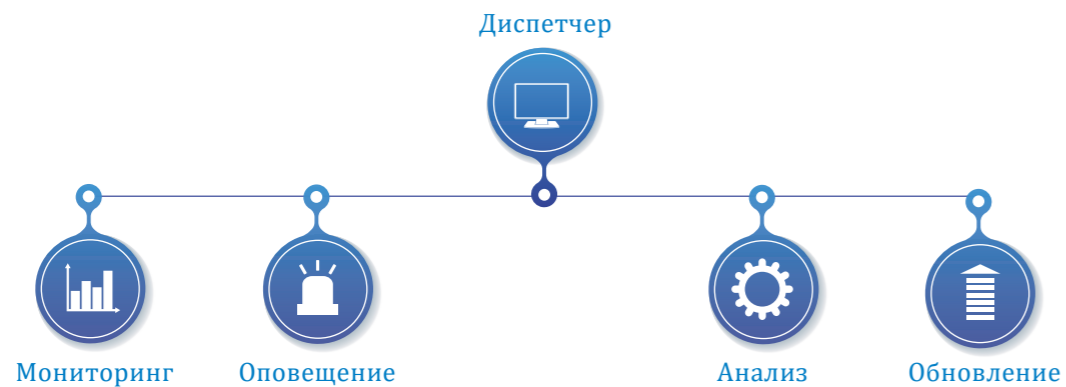 Диспетчер
Мониторинг
Оповещение
Анализ
Обновление